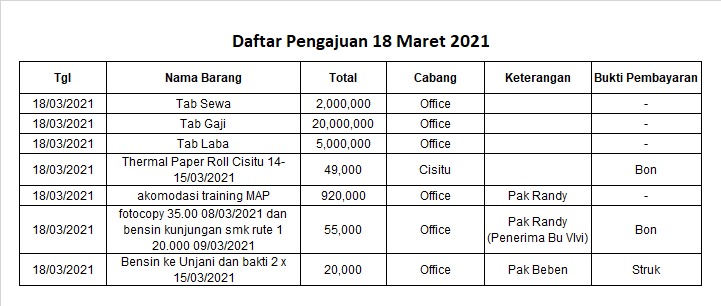 Daftar Pengajuan 18 Maret 2021
Tgl Nama Barang Total Cabang Keterangan Bukti Pembayaran
18/03/2021 Tab Sewa 2,000,000 Office -
18/03/2021 Tab Gaji 20,000,000 Office -
18/03/2021 Tab Laba 5,000,000 Office -
18/03/2021 Thermal Paper Roll Cisitu 14-
15/03/2021 49,000 Cisitu Bon
18/03/2021 akomodasi training MAP 920,000 Office Pak Randy -
18/03/2021 fotocopy 35.00 08/03/2021 dan
bensin kunjungan smk rute 1
20.000 09/03/2021 55,000 Office Pak Randy
(Penerima Bu Vlvi) Bon
18/03/2021 Bensin ke Unjani dan bakti 2 x
15/03/2021 20,000 Office Pak Beben Struk